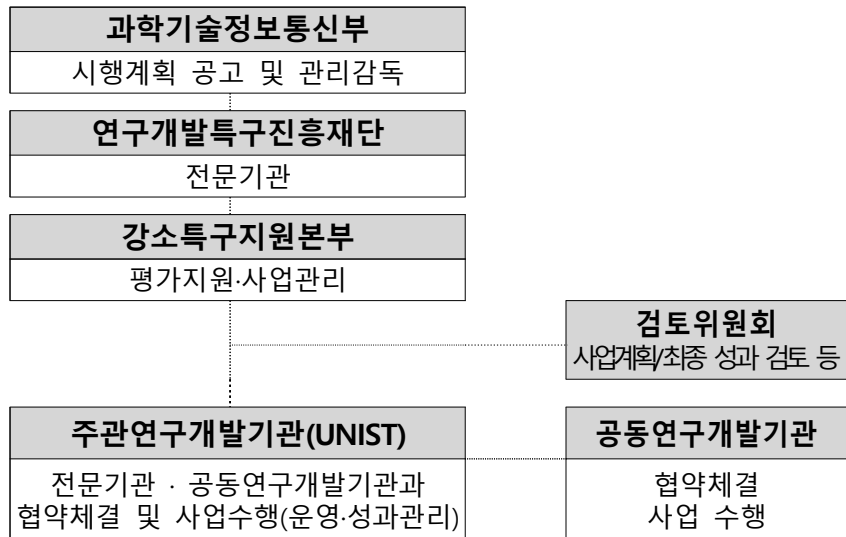 과학기술정보통신부
시행계획 공고 및 관리감독
연구개발특구진흥재단
전문기관
강소특구지원본부
평가지원·사업관리
검토위원회
사업계획/최종 성과 검토 등
주관연구개발기관(UNIST)
전문기관 · 공동연구개발기관과
협약체결 및 사업수행(운영·성과관리)
공동연구개발기관
협약체결
사업 수행